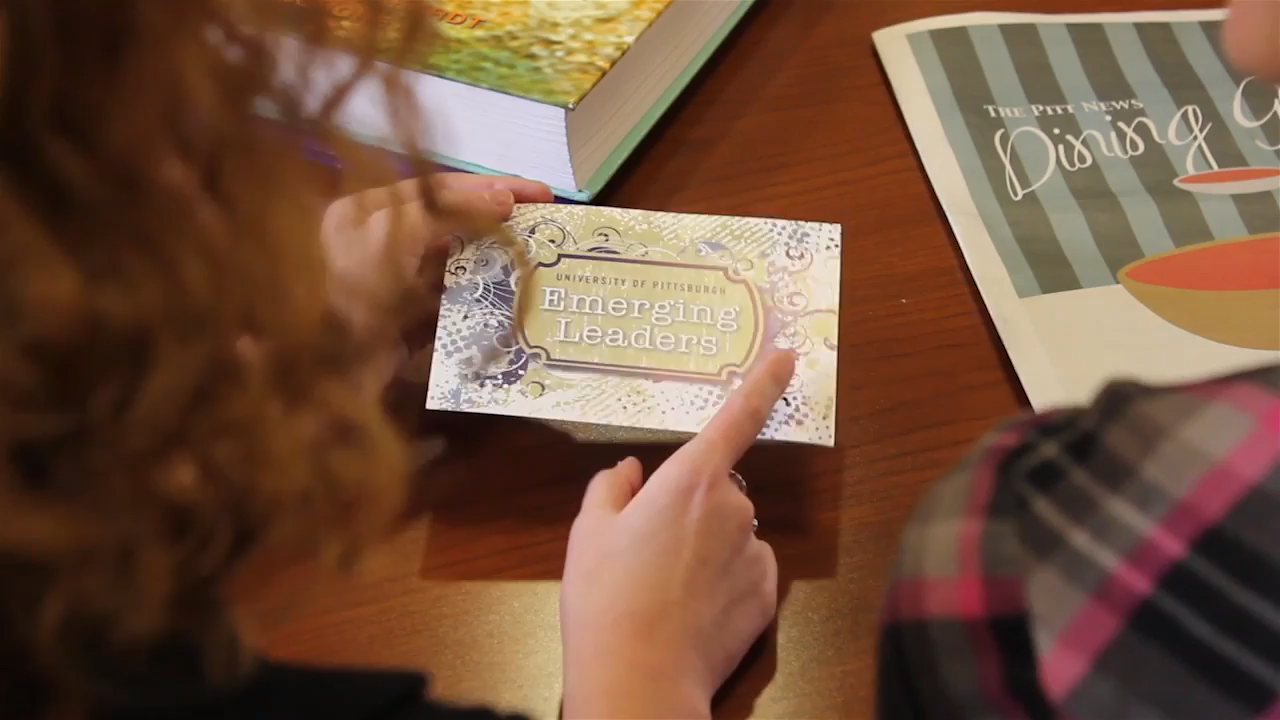 THE PITT NEWS
Dining
UNIVERSITY OF PITTSBURGH
Emerging
Leaders